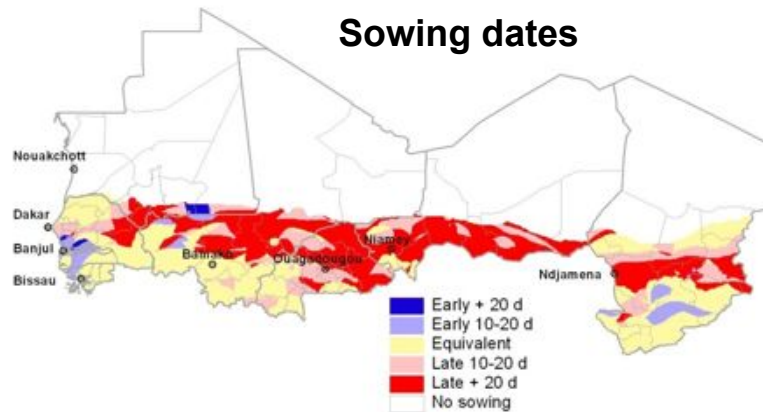 Sowing dates
Nouakchott
Dakar
Banjul
Bissau
Bamako
Ouagadougou
Niamey
Ndjamena
Early + 20 d
Early 10-20 d
Equivalent
Late 10-20 d
Late + 20 d
No sowing